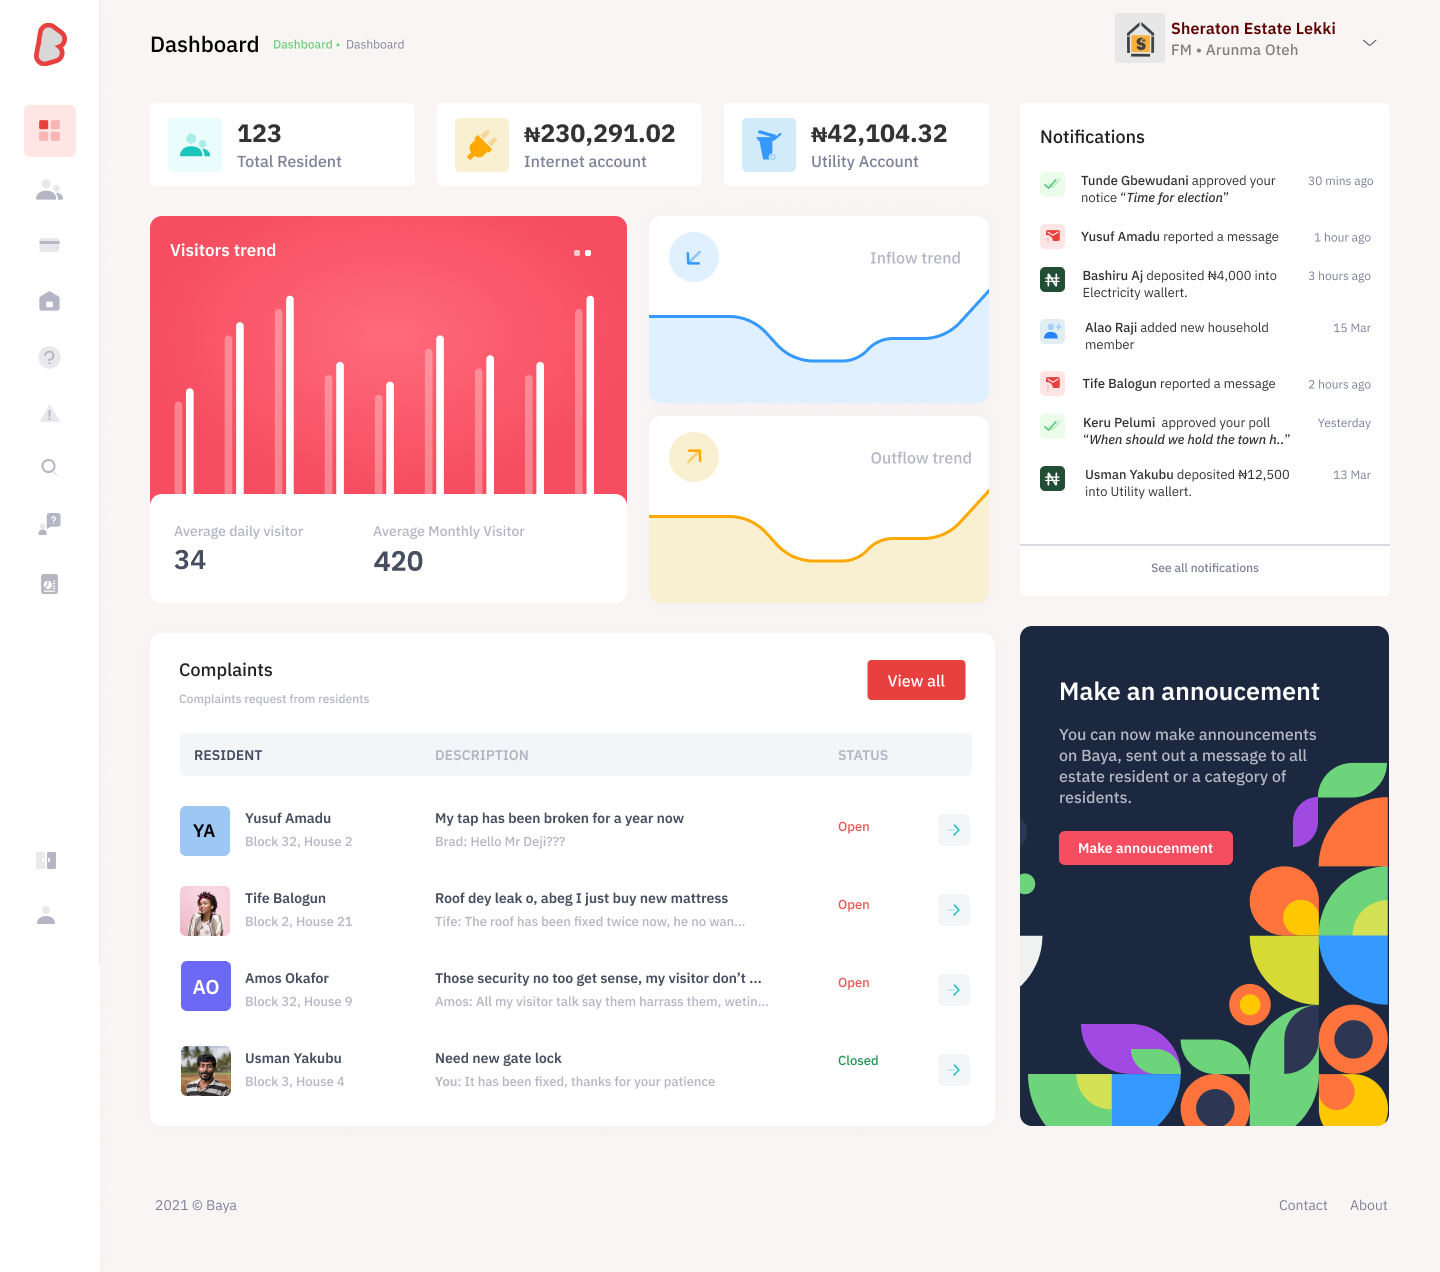 Dashboard
Dashboard • Dashboard
Sheraton Estate Lekki
FM • Arunma Oteh
123
Total Resident
₦230,291.02
Internet account
₦42,104.32
Utility Account
Visitors trend
Average daily visitor
34
Average Monthly Visitor
420
Inflow trend
Outflow trend
Notifications
Tunde Gbewudani approved your
notice “Time for election”
30 mins ago
Yusuf Amadu reported a message
1 hour ago
Bashiru Aj deposited ₦4,000 into
Electricity wallert.
3 hours ago
Alao Raji added new household
member
15 Mar
Tife Balogun reported a message
2 hours ago
Keru Pelumi approved your poll
“When should we hold the town h..”
Yesterday
Usman Yakubu deposited ₦12,500
into Utility wallert.
13 Mar
See all notifications
Complaints
Complaints request from residents
View all
RESIDENT DESCRIPTION STATUS
YA
Yusuf Amadu
Block 32, House 2
My tap has been broken for a year now
Brad: Hello Mr Deji???
Open
Tife Balogun
Block 2, House 21
Roof dey leak o, abeg I just buy new mattress
Tife: The roof has been fixed twice now, he no wan...
Open
AO
Amos Okafor
Block 32, House 9
Those security no too get sense, my visitor don’t ...
Amos: All my visitor talk say them harrass them, wetin...
Open
Usman Yakubu
Block 3, House 4
Need new gate lock
You: It has been fixed, thanks for your patience
Closed
Make an annoucement
You can now make announcements
on Baya, sent out a message to all
estate resident or a category of
residents.
Make annoucenment
2021 © Baya
Contact About